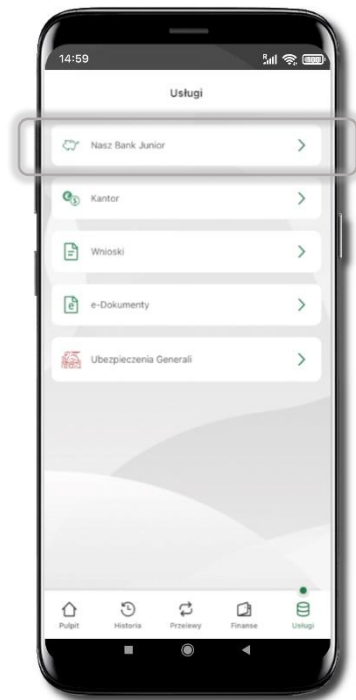 14:59
Usługi
Nasz Bank Junior
Kantor
Wnioski
e-Dokumenty
Ubezpieczenia Generali
Pulpit Historia Przelewy Finanse Usługi